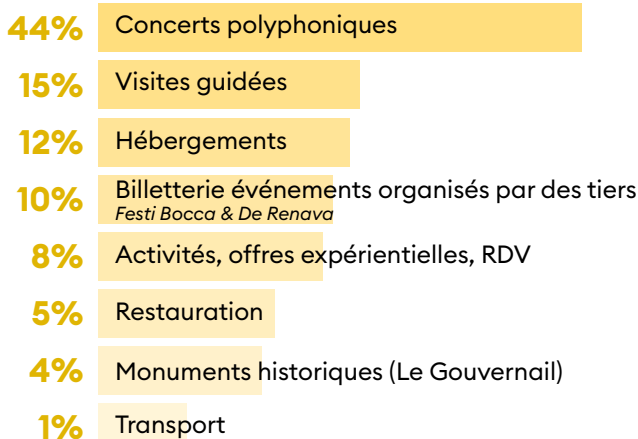 44% Concerts polyphoniques
15% Visites guidées
12% Hébergements
10% Billetterie événements organisés par des tiers
Festi Bocca & De Renava
8% Activités, offres expérientielles, RDV
5% Restauration
4% Monuments historiques (Le Gouvernail)
1% Transport